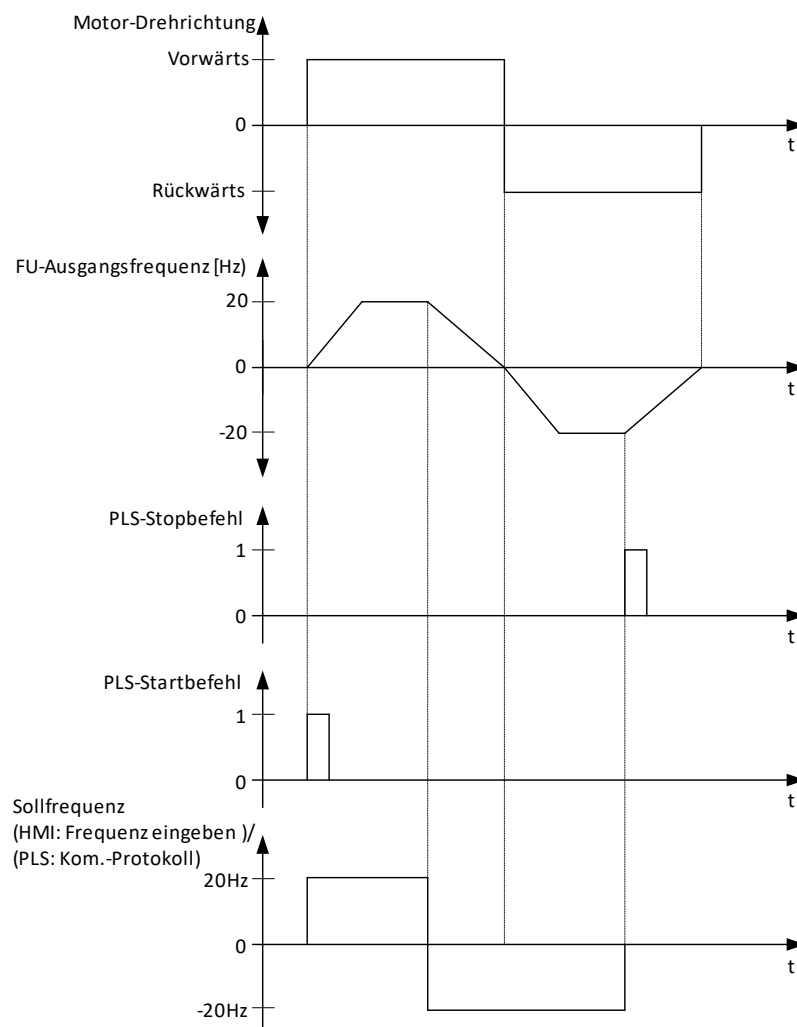 Motor-Drehrichtung
Vorwärts
0
t
Rückwärts
FU-Ausgangsfrequenz [Hz]
20
0
t
-20
PLS-Stopbefehl
1
0
t
PLS-Startbefehl
1
0
t
Sollfrequenz
(HMI: Frequenz eingeben )/
(PLS: Kom.-Protokoll)
20Hz
0
t
-20Hz